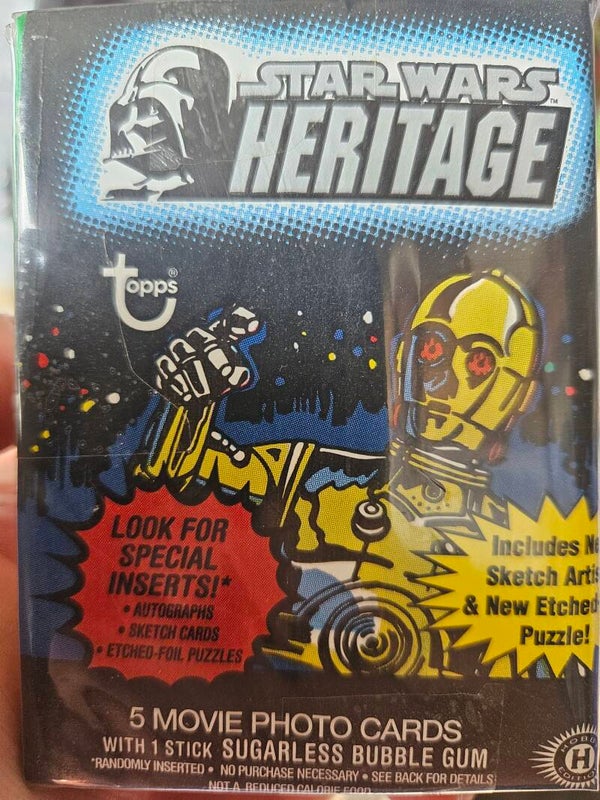 STAR WARS™
HERITAGE
topps®
LOOK FOR
SPECIAL
INSERTS!*
• AUTOGRAPHS
• SKETCH CARDS
• ETCHED-FOIL PUZZLES
Includes
Sketch
& New Etched
Puzzle!
5 MOVIE PHOTO CARDS
WITH 1 STICK SUGARLESS BUBBLE GUM
*RANDOMLY INSERTED • NO PURCHASE NECESSARY • SEE BACK FOR DETAILS
NOT A REDUCED CALORIE FOOD
H